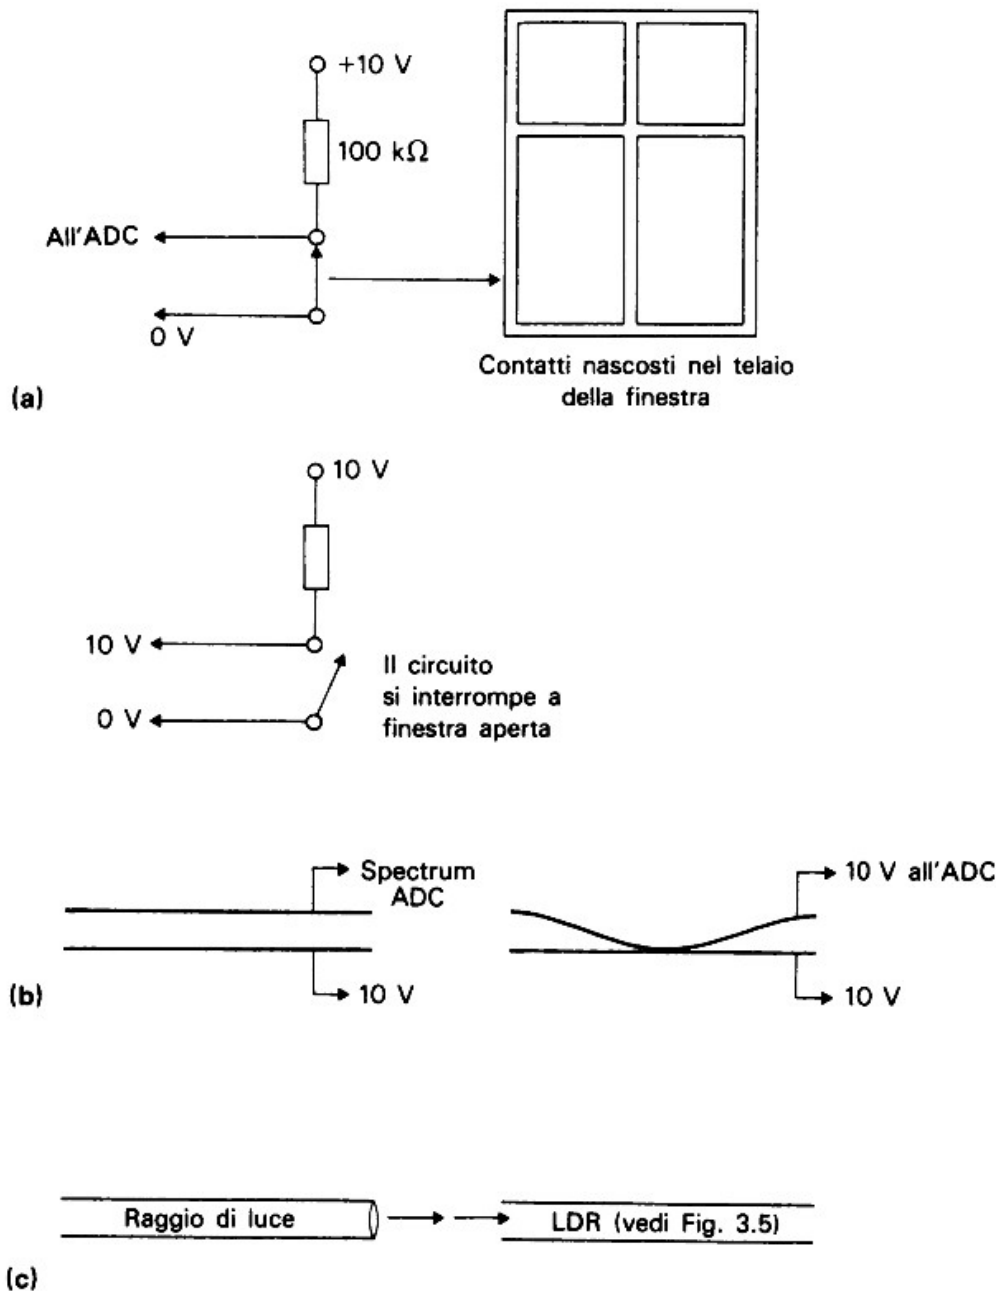 +10 V
100 kΩ
All'ADC
0 V
Contatti nascosti nel telaio
della finestra
(a)
10 V
10 V
0 V
Il circuito
si interrompe a
finestra aperta
Spectrum
ADC
10 V
10 V all'ADC
10 V
(b)
Raggio di luce
LDR (vedi Fig. 3.5)
(c)